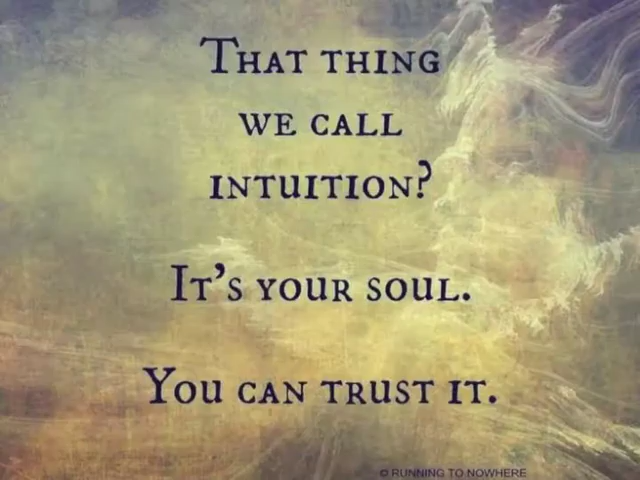 That thing
we call
intuition?
It's your soul.
You can trust it.
© RUNNING TO NOWHERE